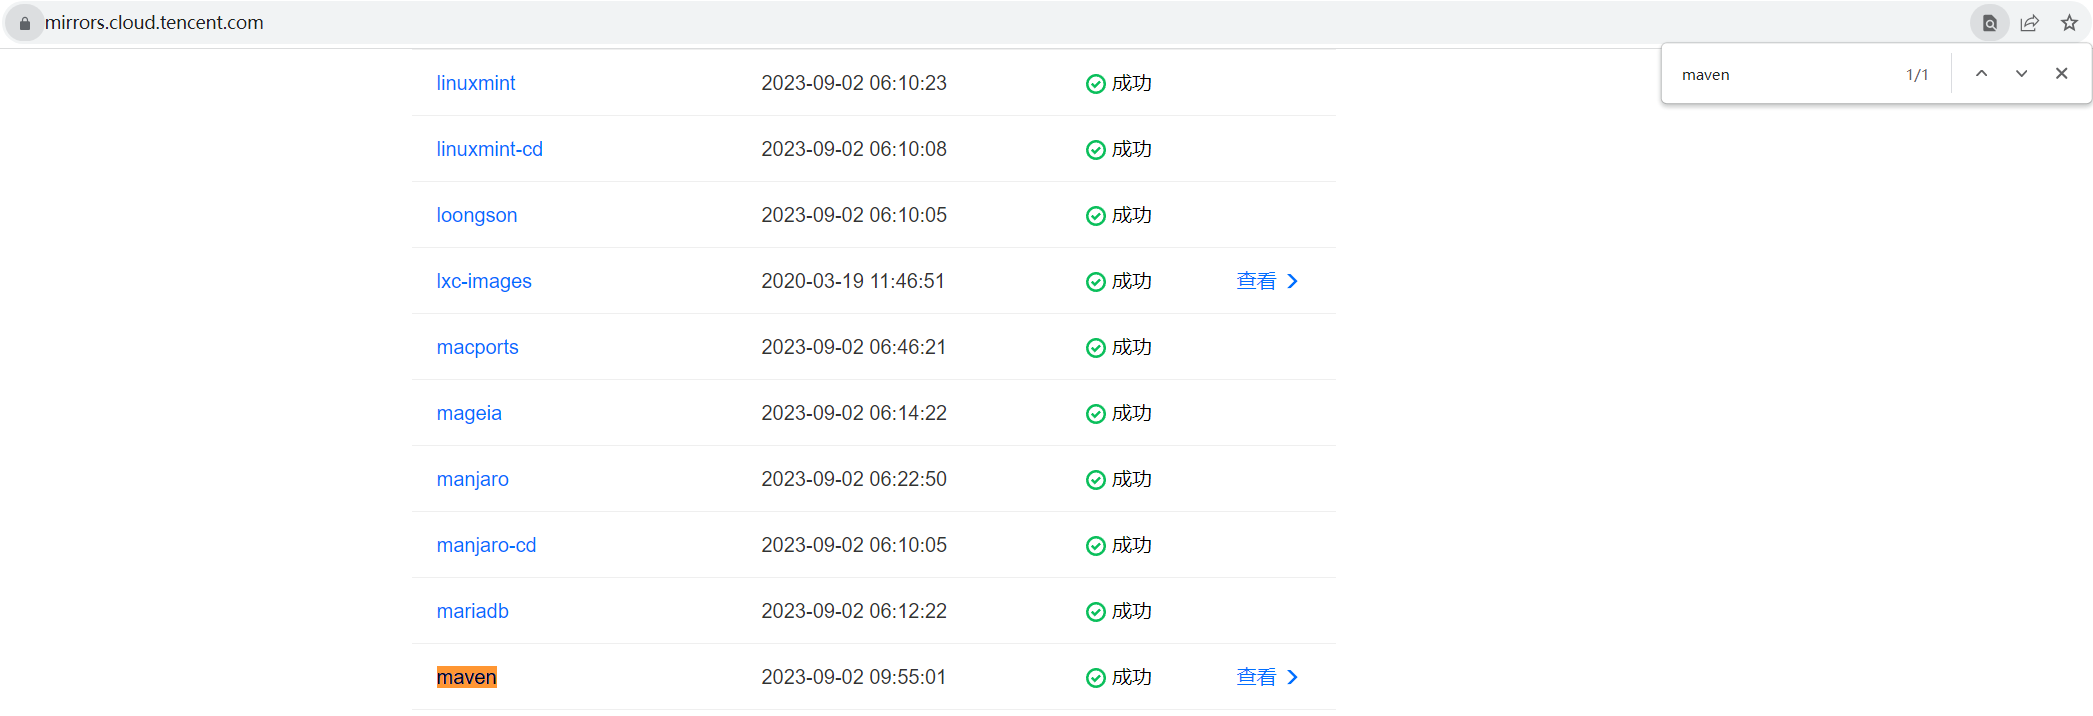 mirrors.cloud.tencent.com
maven 1/1
linuxmint 2023-09-02 06:10:23 成功
linuxmint-cd 2023-09-02 06:10:08 成功
loongson 2023-09-02 06:10:05 成功
lxc-images 2020-03-19 11:46:51 成功 查看
macports 2023-09-02 06:46:21 成功
mageia 2023-09-02 06:14:22 成功
manjaro 2023-09-02 06:22:50 成功
manjaro-cd 2023-09-02 06:10:05 成功
mariadb 2023-09-02 06:12:22 成功
maven 2023-09-02 09:55:01 成功 查看